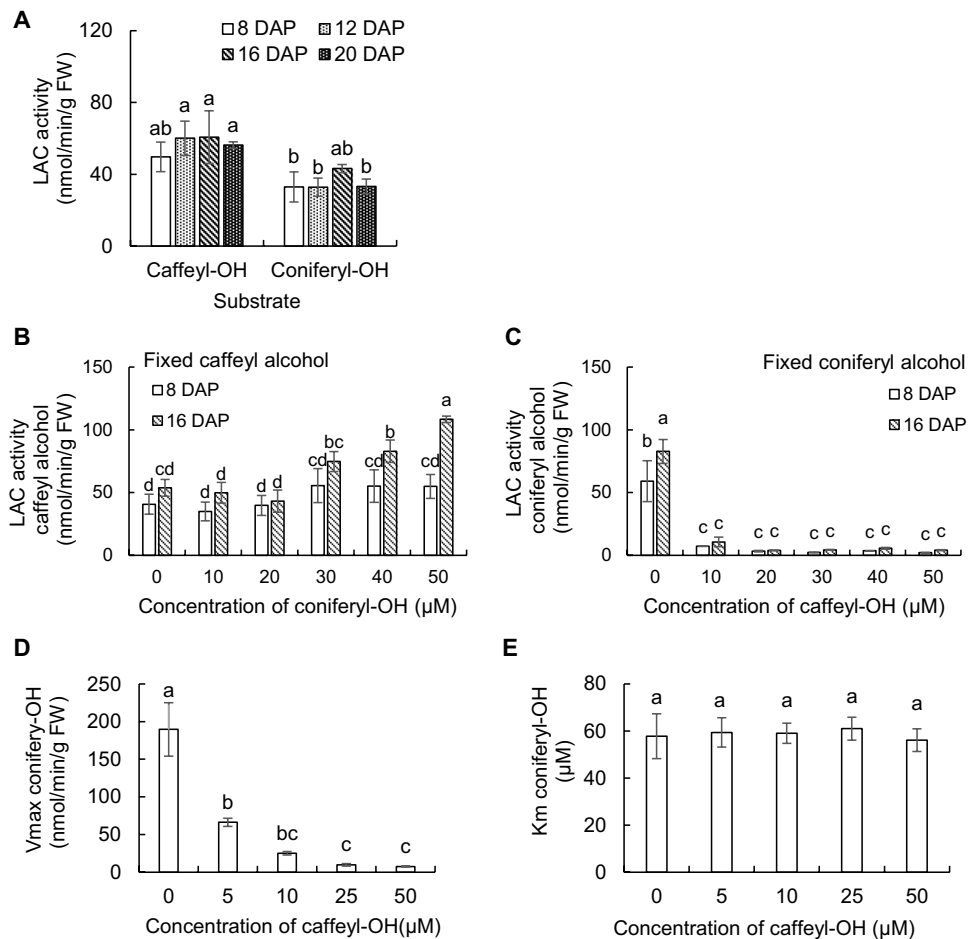 A
8 DAP 12 DAP
16 DAP 20 DAP
LAC activity
(nmol/min/g FW)
120
80
40
0
ab a a a b b ab b
Caffeyl-OH Coniferyl-OH
Substrate
B
Fixed caffeyl alcohol
8 DAP
16 DAP
LAC activity
caffeyl alcohol
(nmol/min/g FW)
150
100
50
0
d cd d d d d cd bc cd b cd a
0 10 20 30 40 50
Concentration of coniferyl-OH (µM)
C
Fixed coniferyl alcohol
8 DAP
16 DAP
LAC activity
coniferyl alcohol
(nmol/min/g FW)
150
100
50
0
b a c c c c c c c c c c
0 10 20 30 40 50
Concentration of caffeyl-OH (µM)
D
Vmax conifery-OH
(nmol/min/g FW)
250
200
150
100
50
0
a b bc c c
0 5 10 25 50
Concentration of caffeyl-OH(µM)
E
Km coniferyl-OH
(µM)
80
60
40
20
0
a a a a a
0 5 10 25 50
Concentration of caffeyl-OH (µM)